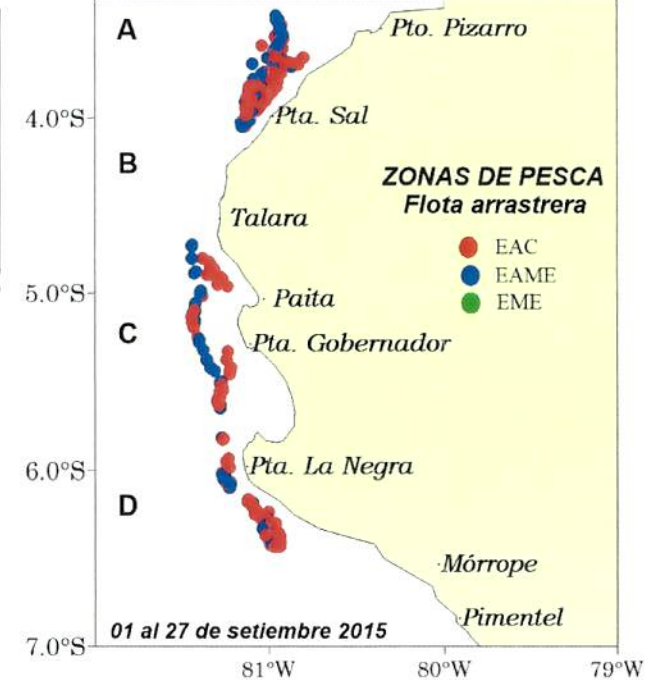 A
Pto. Pizarro
4.0°S
Pta. Sal
B
ZONAS DE PESCA
Flota arrastrera
Talara
EAC
EAME
EME
5.0°S
Paita
C
Pta. Gobernador
6.0°S
Pta. La Negra
D
Mórrope
Pimentel
01 al 27 de setiembre 2015
7.0°S
81°W
80°W
79°W